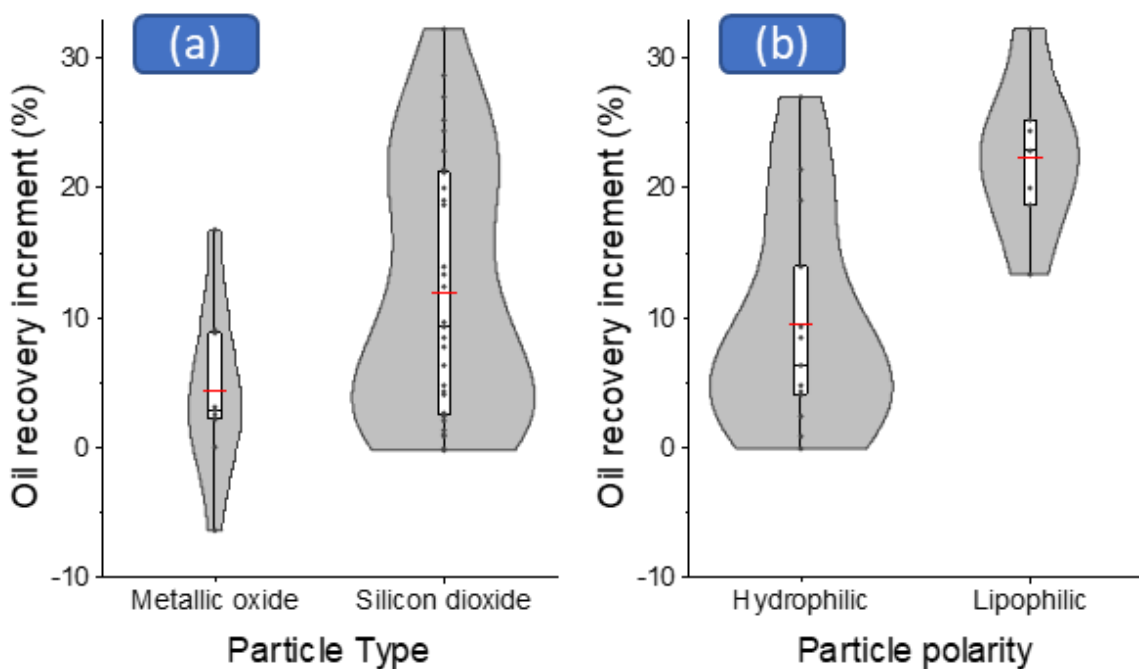 (a)
Oil recovery increment (%)
30
20
10
0
-10
Metallic oxide
Silicon dioxide
Particle Type
(b)
Oil recovery increment (%)
30
20
10
0
-10
Hydrophilic
Lipophilic
Particle polarity